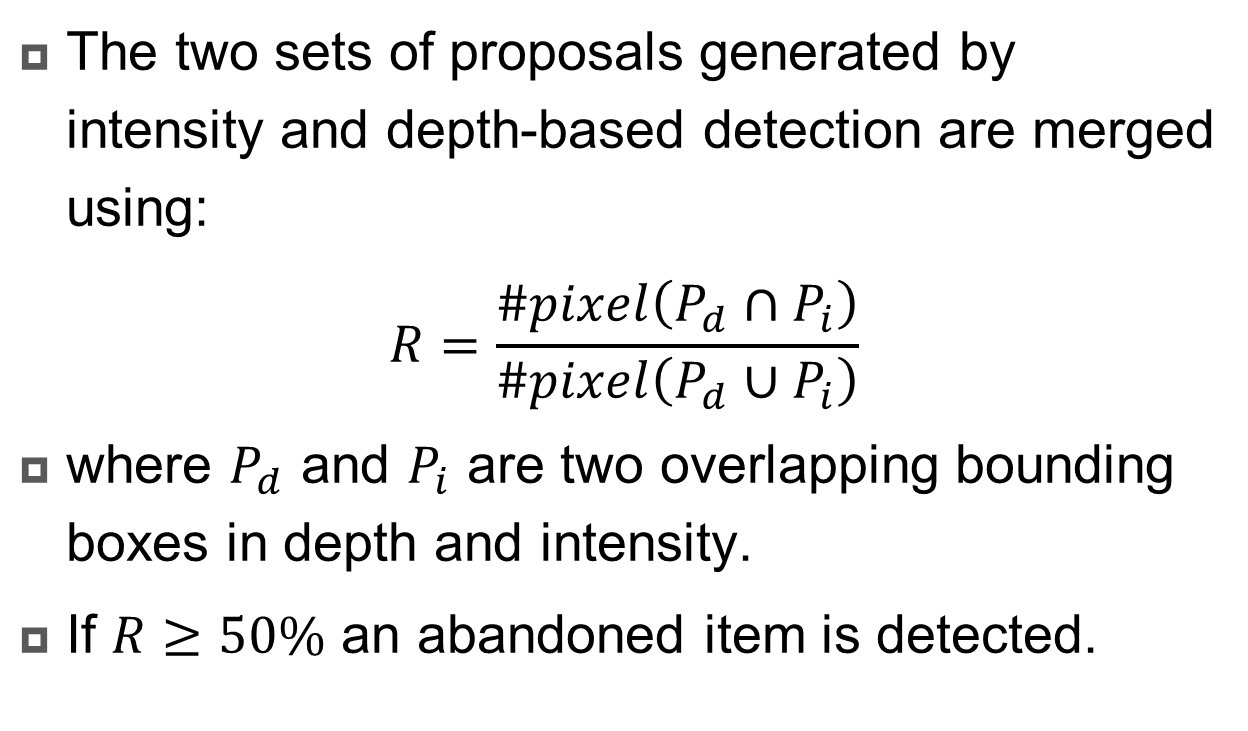 The two sets of proposals generated by
intensity and depth-based detection are merged
using:
R = #pixel(P_d ∩ P_i) / #pixel(P_d ∪ P_i)
where P_d and P_i are two overlapping bounding
boxes in depth and intensity.
If R ≥ 50% an abandoned item is detected.